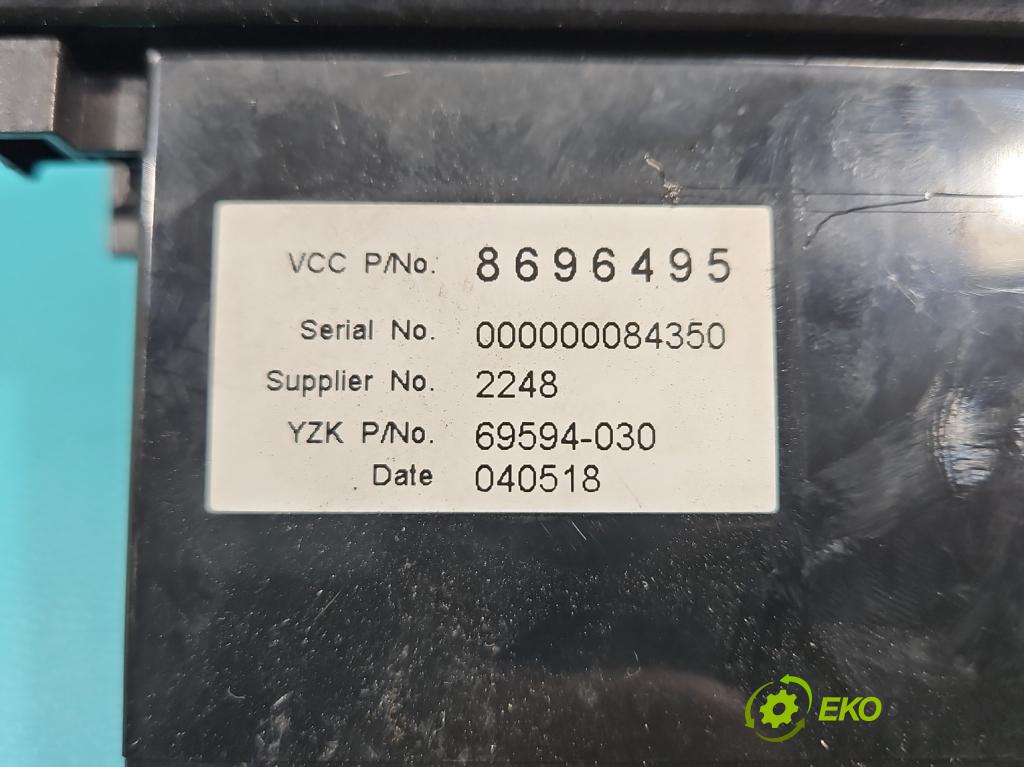 VCC P/No. 8696495
Serial No. 000000084350
Supplier No. 2248
YZK P/No. 69594-030
Date 040518
EKO